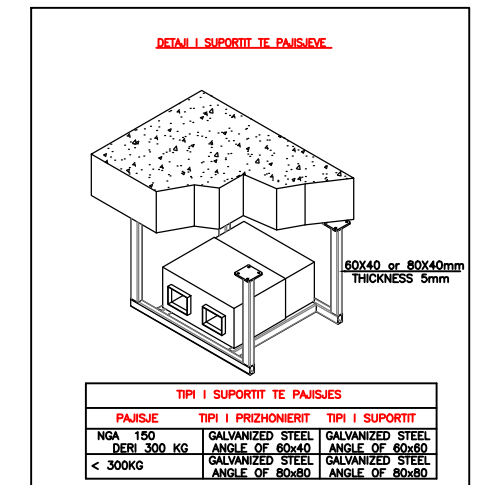 DETAJI I SUPORTIT TE PAJISJEVE
60X40 or 80X40mm
THICKNESS 5mm
TIPI I SUPORTIT TE PAJISJES
PAJISJE TIPI I PRIZHONIERIT TIPI I SUPORTIT
NGA 150 DERI 300 KG GALVANIZED STEEL ANGLE OF 60x40 GALVANIZED STEEL ANGLE OF 60x60
< 300KG GALVANIZED STEEL ANGLE OF 80x80 GALVANIZED STEEL ANGLE OF 80x80